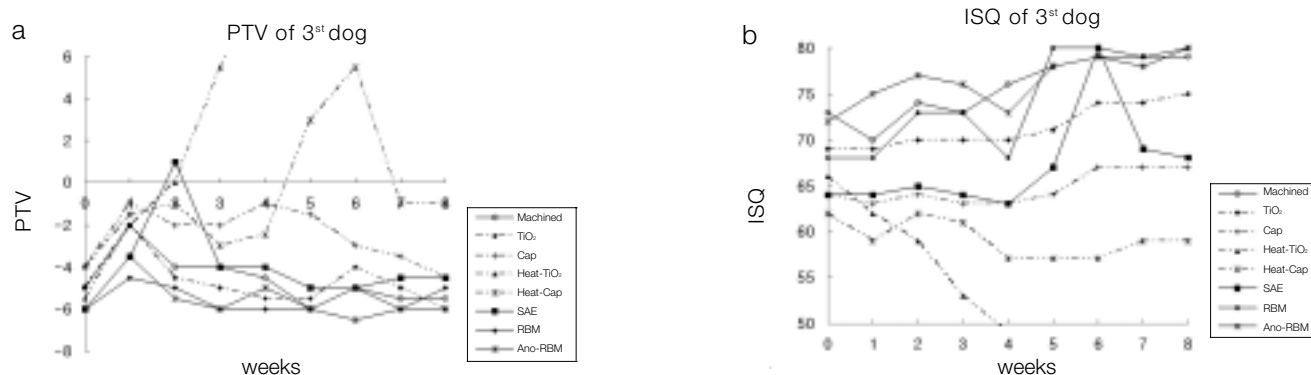 a
PTV of 3st dog
6
4
2
0
-2
-4
-6
-8
PTV
0 1 2 3 4 5 6 7 8
weeks
Machined
TiO2
Cap
Heat-TiO2
Heat-Cap
SAE
RBM
Ano-RBM
b
ISQ of 3st dog
80
75
70
65
60
55
50
ISQ
0 1 2 3 4 5 6 7 8
weeks
Machined
TiO2
Cap
Heat-TiO2
Heat-Cap
SAE
RBM
Ano-RBM